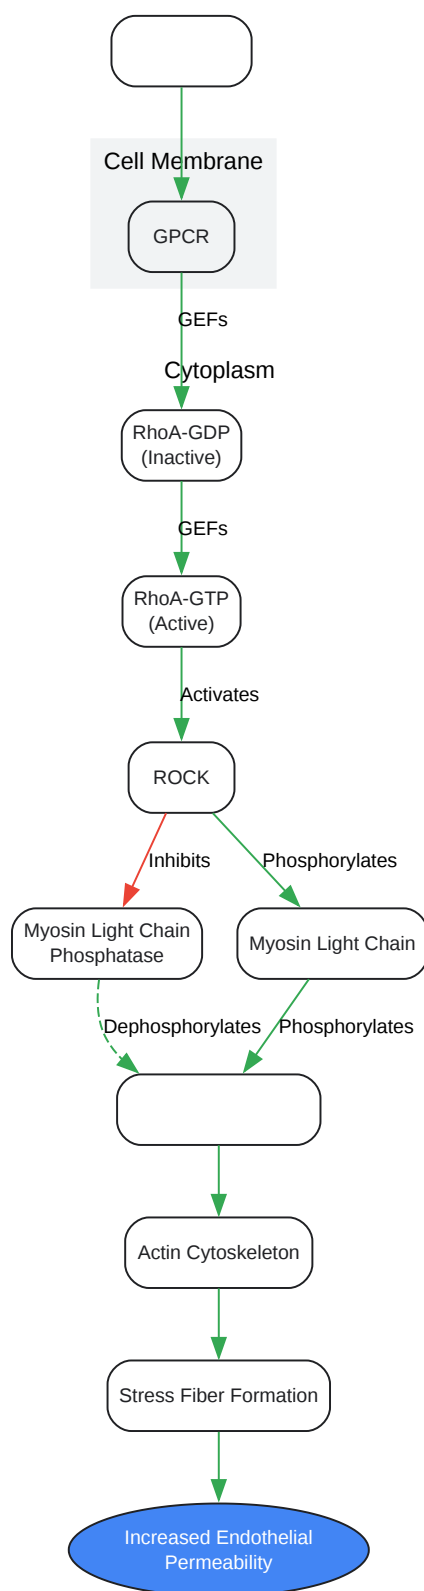 Cell Membrane
GPCR
GEFs
Cytoplasm
RhoA-GDP
(Inactive)
GEFs
RhoA-GTP
(Active)
Activates
ROCK
Inhibits
Phosphorylates
Myosin Light Chain
Phosphatase
Myosin Light Chain
Dephosphorylates
Phosphorylates
Actin Cytoskeleton
Stress Fiber Formation
Increased Endothelial
Permeability